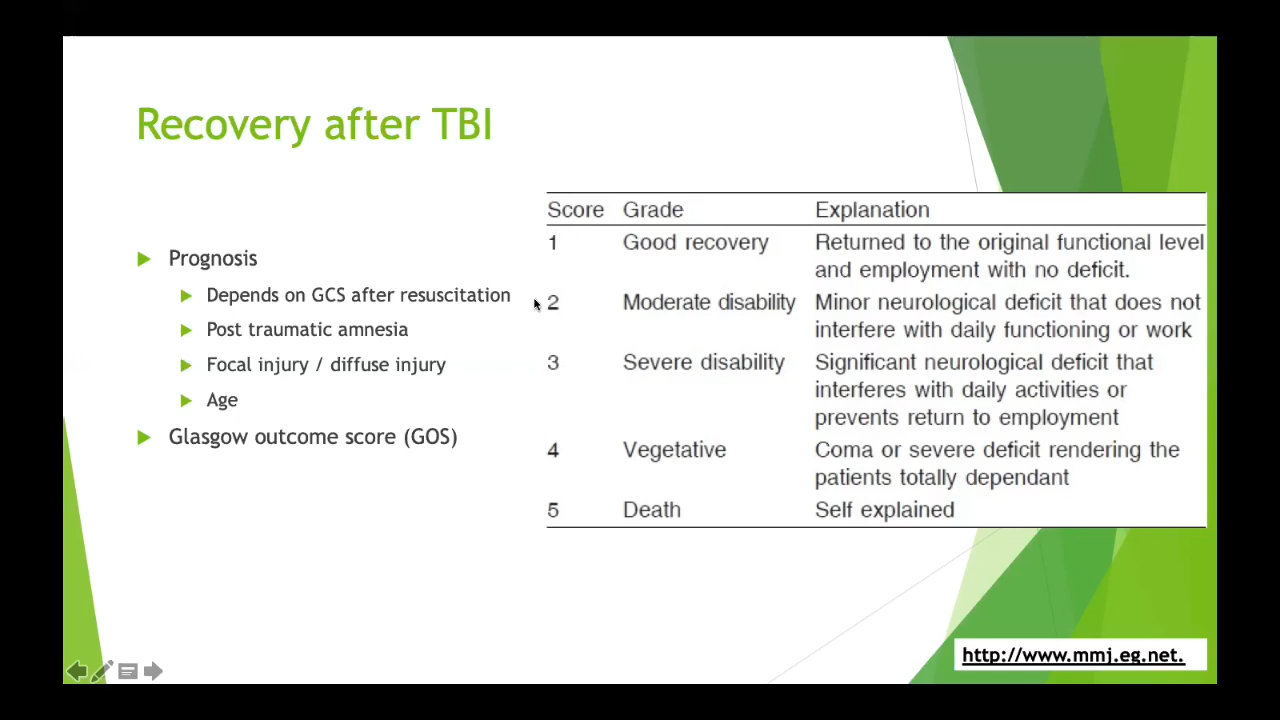 Recovery after TBI
Prognosis
Depends on GCS after resuscitation
Post traumatic amnesia
Focal injury / diffuse injury
Age
Glasgow outcome score (GOS)
Score Grade Explanation
1 Good recovery Returned to the original functional level
and employment with no deficit.
2 Moderate disability Minor neurological deficit that does not
interfere with daily functioning or work
3 Severe disability Significant neurological deficit that
interferes with daily activities or
prevents return to employment
4 Vegetative Coma or severe deficit rendering the
patients totally dependant
5 Death Self explained
http://www.mmj.eg.net.